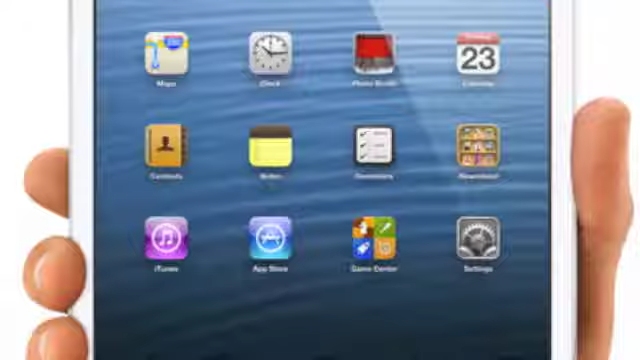 Maps Clock Photo Booth Calendar
23
Contacts Notes Reminders Newsstand
iTunes App Store Game Center Settings